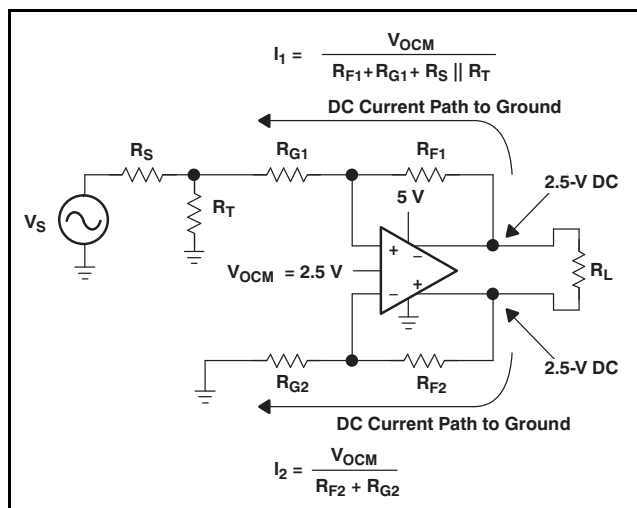 I1 = VOCM
RF1+RG1+ RS || RT
DC Current Path to Ground
RS
RG1
RF1
5 V
2.5-V DC
VS
RT
+
−
VOCM = 2.5 V
−
+
RL
RG2
RF2
2.5-V DC
DC Current Path to Ground
I2 = VOCM
RF2 + RG2